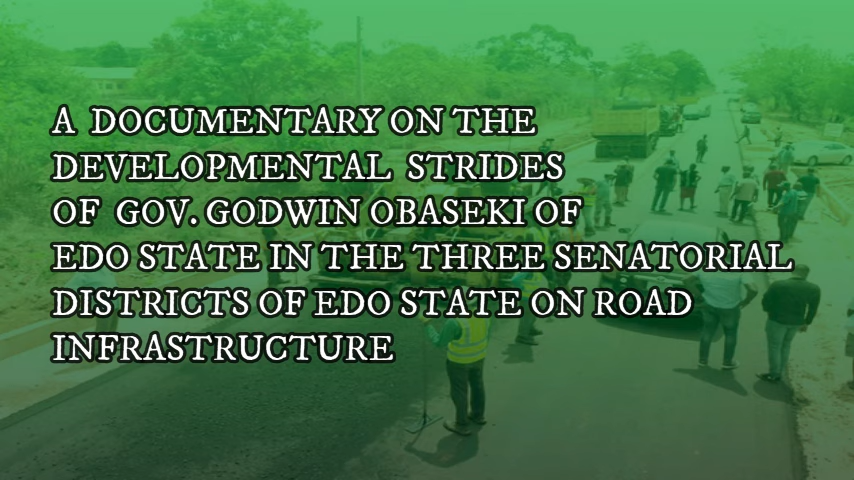 A DOCUMENTARY ON THE
DEVELOPMENTAL STRIDES
OF GOV. GODWIN OBASEKI OF
EDO STATE IN THE THREE SENATORIAL
DISTRICTS OF EDO STATE ON ROAD
INFRASTRUCTURE